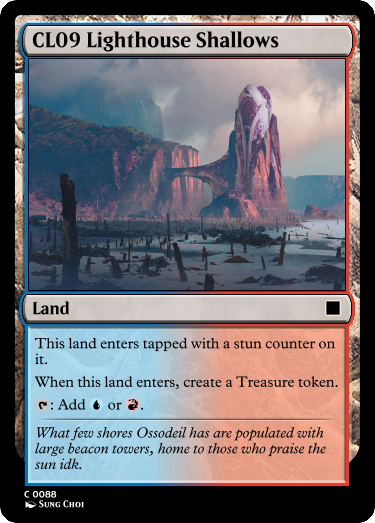 CL09 Lighthouse Shallows
Land
This land enters tapped with a stun counter on
it.
When this land enters, create a Treasure token.
: Add or .
What few shores Ossodeil has are populated with
large beacon towers, home to those who praise the
sun idk.
C 0088
Sung Choi